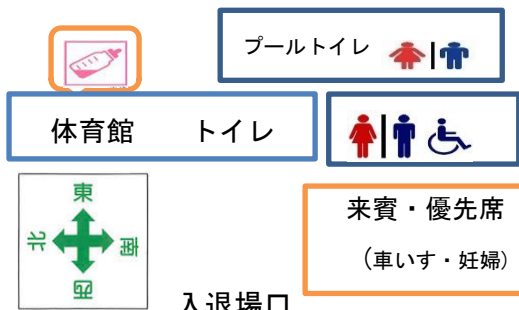 プールトイレ
体育館　トイレ
東
北
南
西
来賓・優先席
(車いす・妊婦)
入退場口